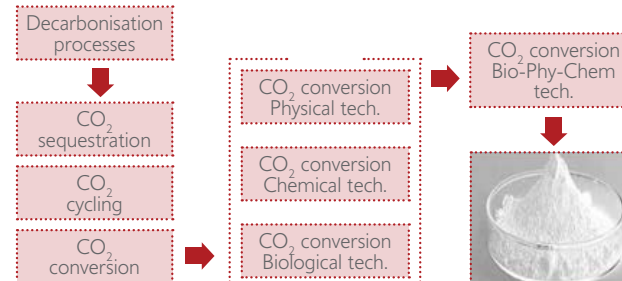 Decarbonisation
processes
CO₂
sequestration
CO₂
cycling
CO₂
conversion
CO₂ conversion
Physical tech.
CO₂ conversion
Chemical tech.
CO₂ conversion
Biological tech.
CO₂ conversion
Bio-Phy-Chem
tech.